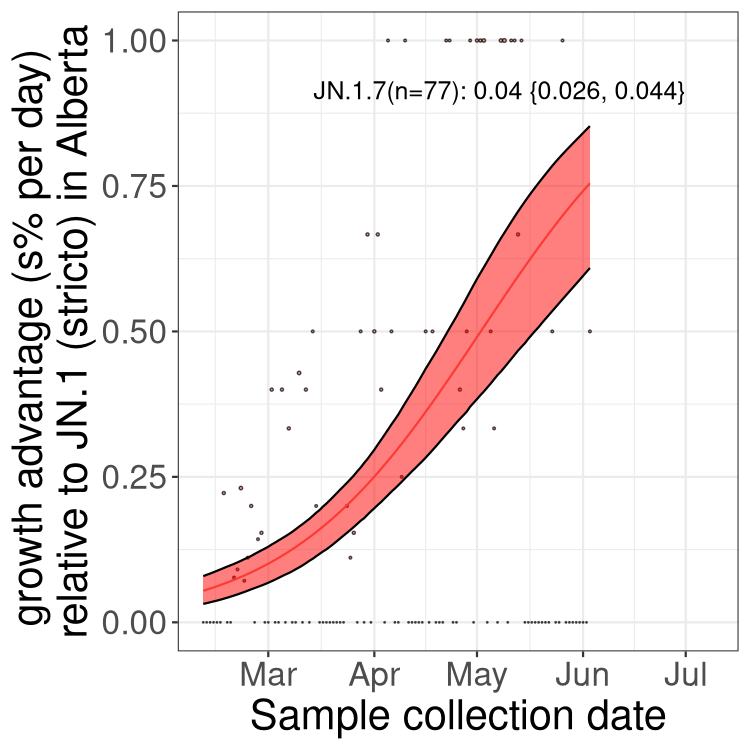 growth advantage (s% per day)
relative to JN.1 (stricto) in Alberta
1.00
0.75
0.50
0.25
0.00
JN.1.7(n=77): 0.04 {0.026, 0.044}
Mar Apr May Jun Jul
Sample collection date